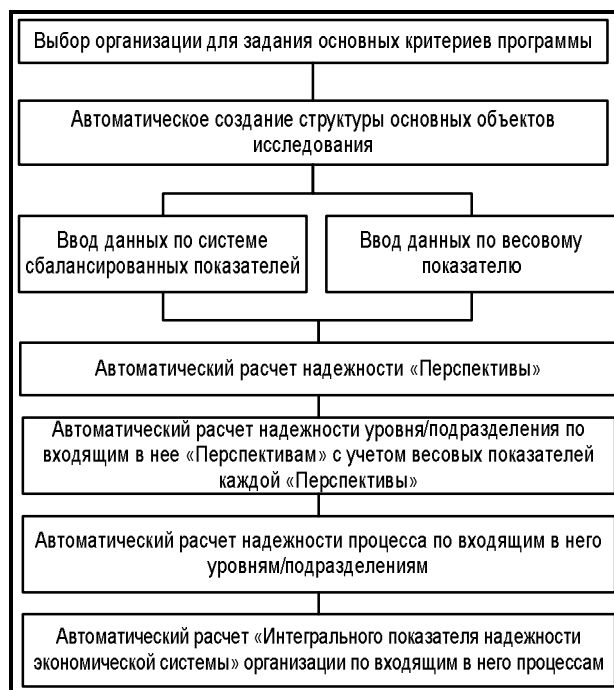 Выбор организации для задания основных критериев программы
Автоматическое создание структуры основных объектов
исследования
Ввод данных по системе
сбалансированных показателей
Ввод данных по весовому
показателю
Автоматический расчет надежности «Перспективы»
Автоматический расчет надежности уровня/подразделения по
входящим в нее «Перспективам» с учетом весовых показателей
каждой «Перспективы»
Автоматический расчет надежности процесса по входящим в него
уровням/подразделениям
Автоматический расчет «Интегрального показателя надежности
экономической системы» организации по входящим в него процессам